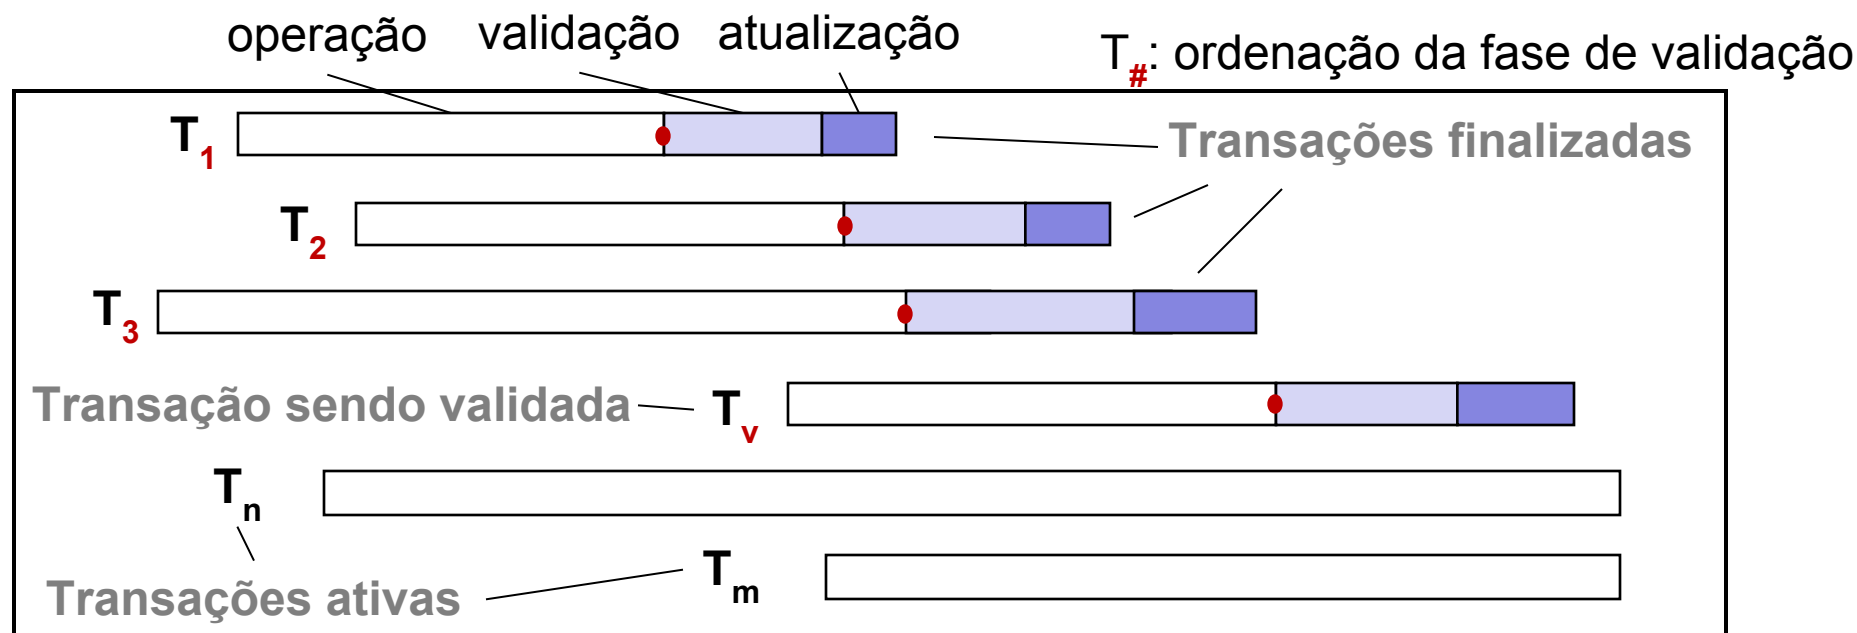 operação validação atualização
T#: ordenação da fase de validação
T1
Transações finalizadas
T2
T3
Transação sendo validada
Tv
Tn
Tm
Transações ativas